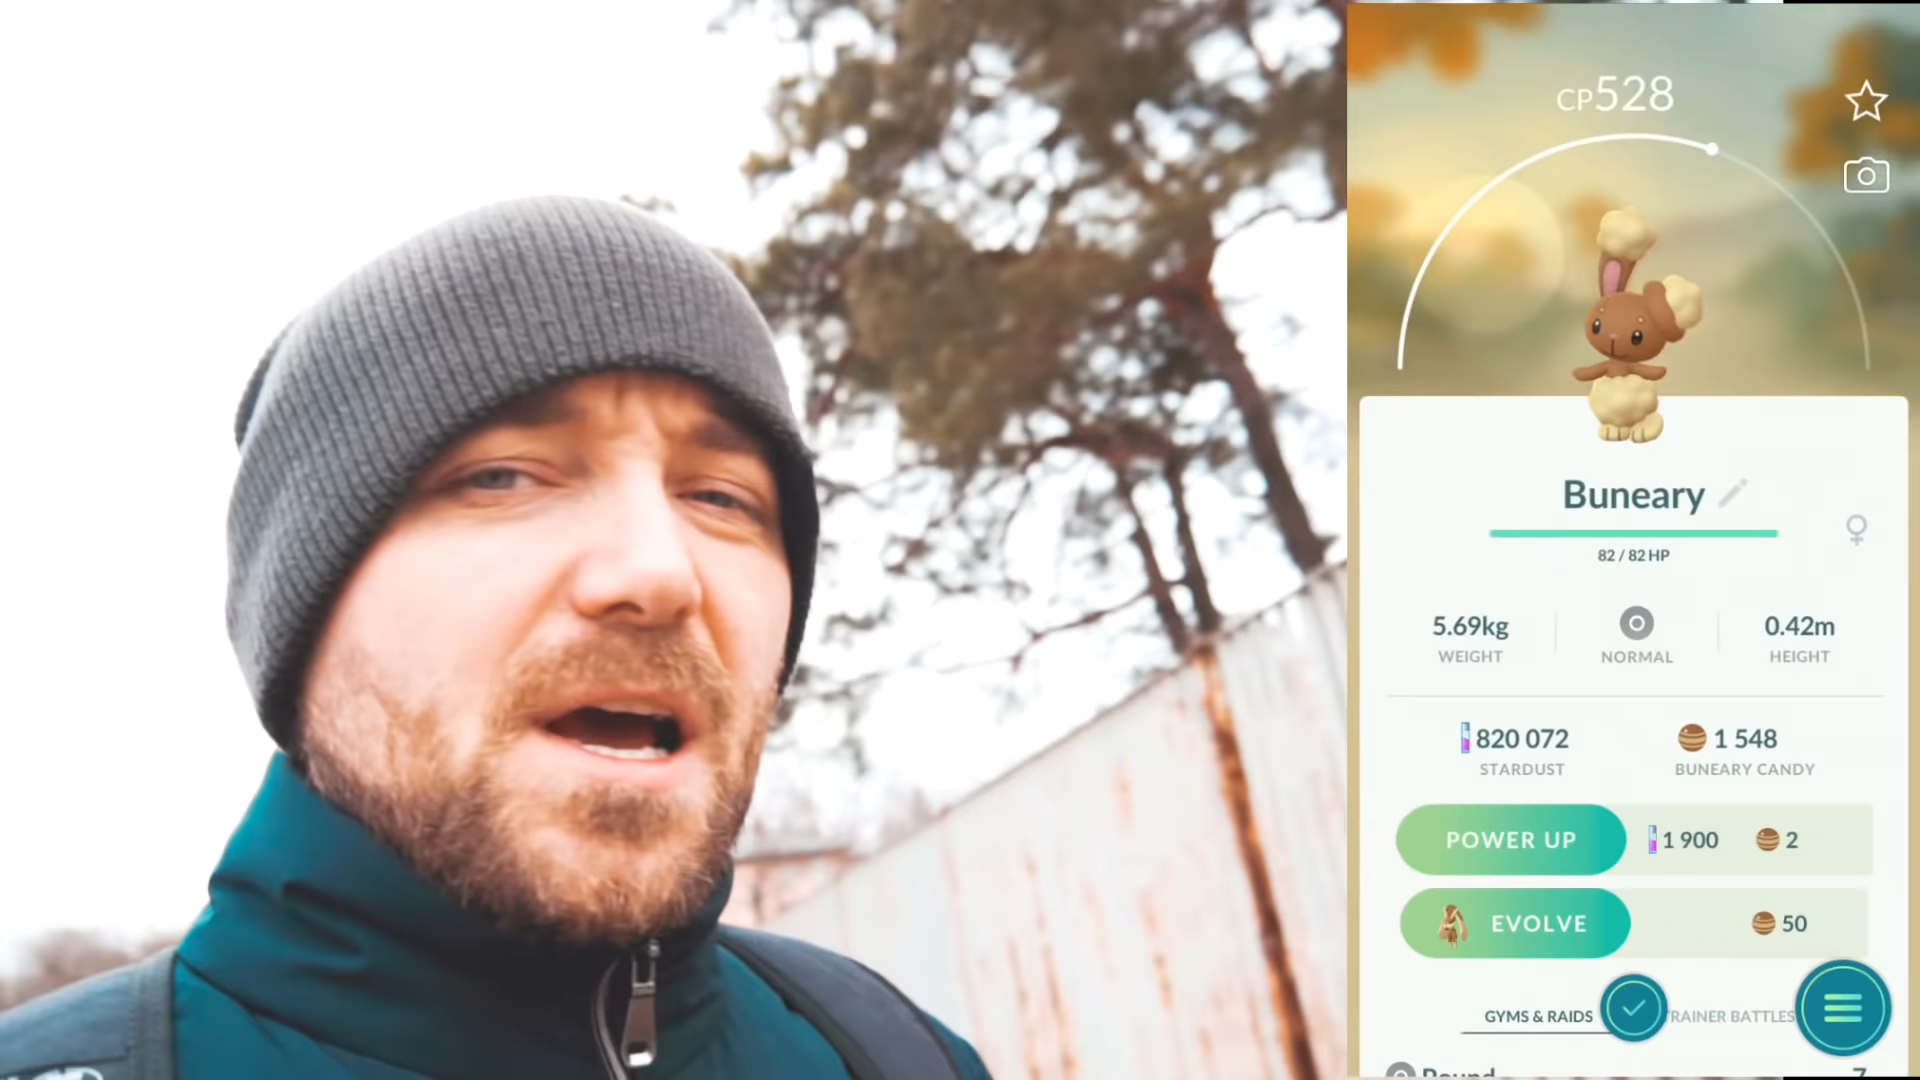 CP528
Buneary
82 / 82 HP
5.69kg
WEIGHT
NORMAL
0.42m
HEIGHT
820 072
STARDUST
1 548
BUNEARY CANDY
POWER UP
1 900
2
EVOLVE
50
GYMS & RAIDS
TRAINER BATTLES